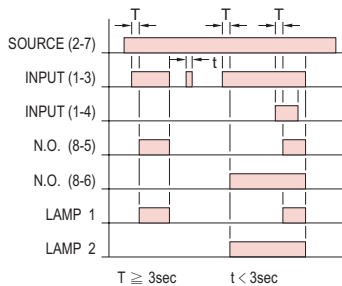 T T T
SOURCE (2-7)
INPUT (1-3) t
INPUT (1-4)
N.O. (8-5)
N.O. (8-6)
LAMP 1
LAMP 2
T ≧ 3sec t < 3sec